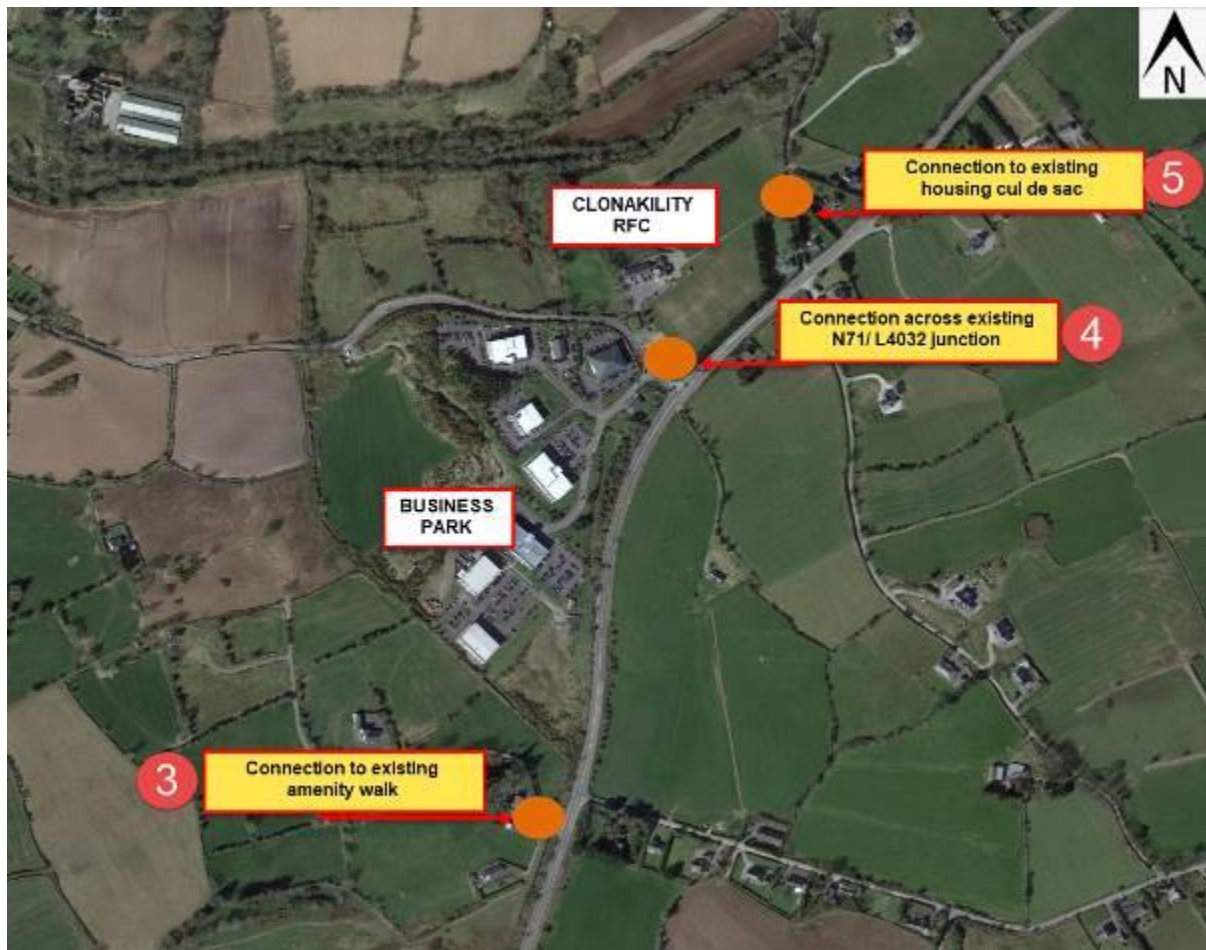 N
Connection to existing
housing cul de sac
5
CLONAKILITY
RFC
Connection across existing
N71/ L4032 junction
4
BUSINESS
PARK
3
Connection to existing
amenity walk